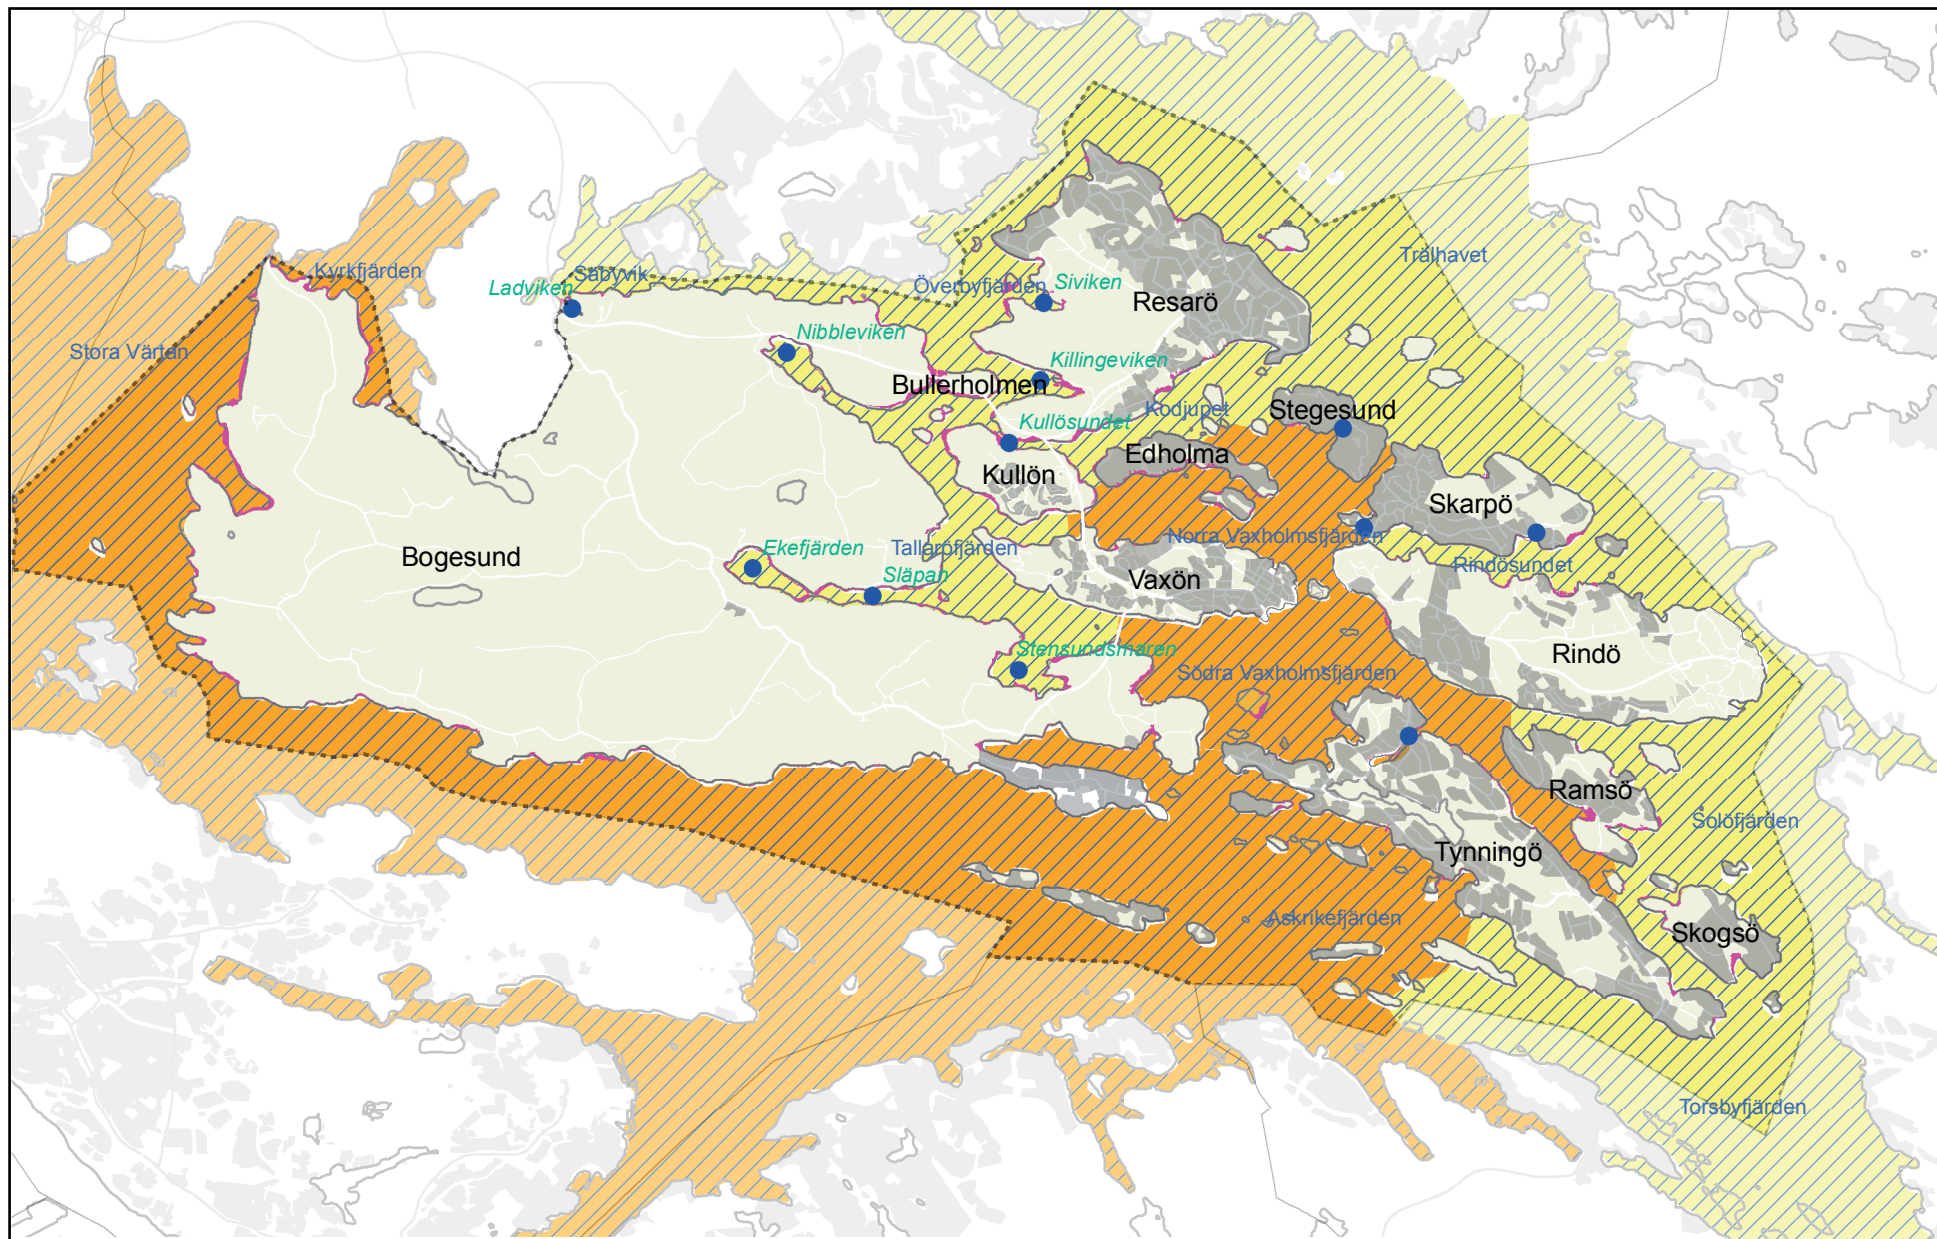 Trälhavet
Kyrkfjärden
Säbyvik
Ladviken
Överbyfjärden
Siviken
Resarö
Nibbleviken
Stora Värtan
Killingeviken
Bullerholmen
Kodjupet
Stegesund
Kullösundet
Edholma
Kullön
Skarpö
Norra Vaxholmsfjärden
Bogesund
Ekefjärden
Tallaröfjärden
Släpan
Vaxön
Rindösundet
Stensundsmaren
Rindö
Södra Vaxholmsfjärden
Ramsö
Solöfjärden
Tynningö
Askrikefjärden
Skogsö
Torsbyfjärden